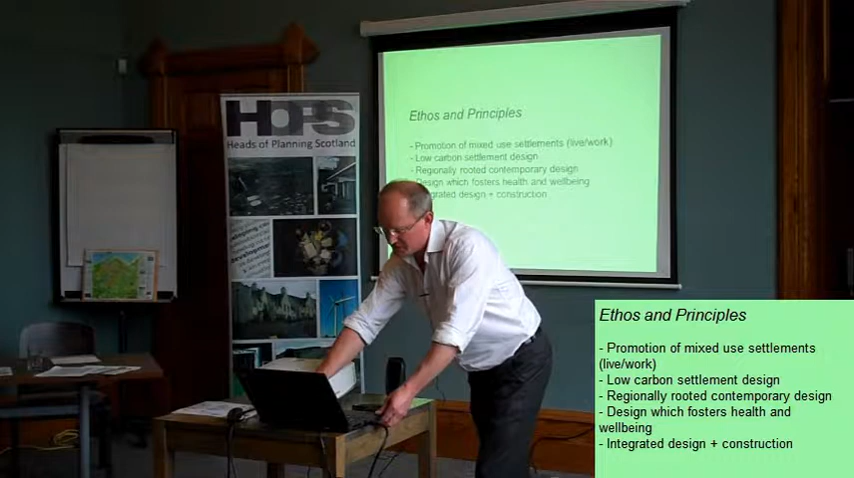 HOPS
Heads of Planning Scotland
Ethos and Principles
- Promotion of mixed use settlements (live/work)
- Low carbon settlement design
- Regionally rooted contemporary design
Design which fosters health and wellbeing
design + construction
Ethos and Principles
- Promotion of mixed use settlements
(live/work)
- Low carbon settlement design
- Regionally rooted contemporary design
- Design which fosters health and
wellbeing
- Integrated design + construction